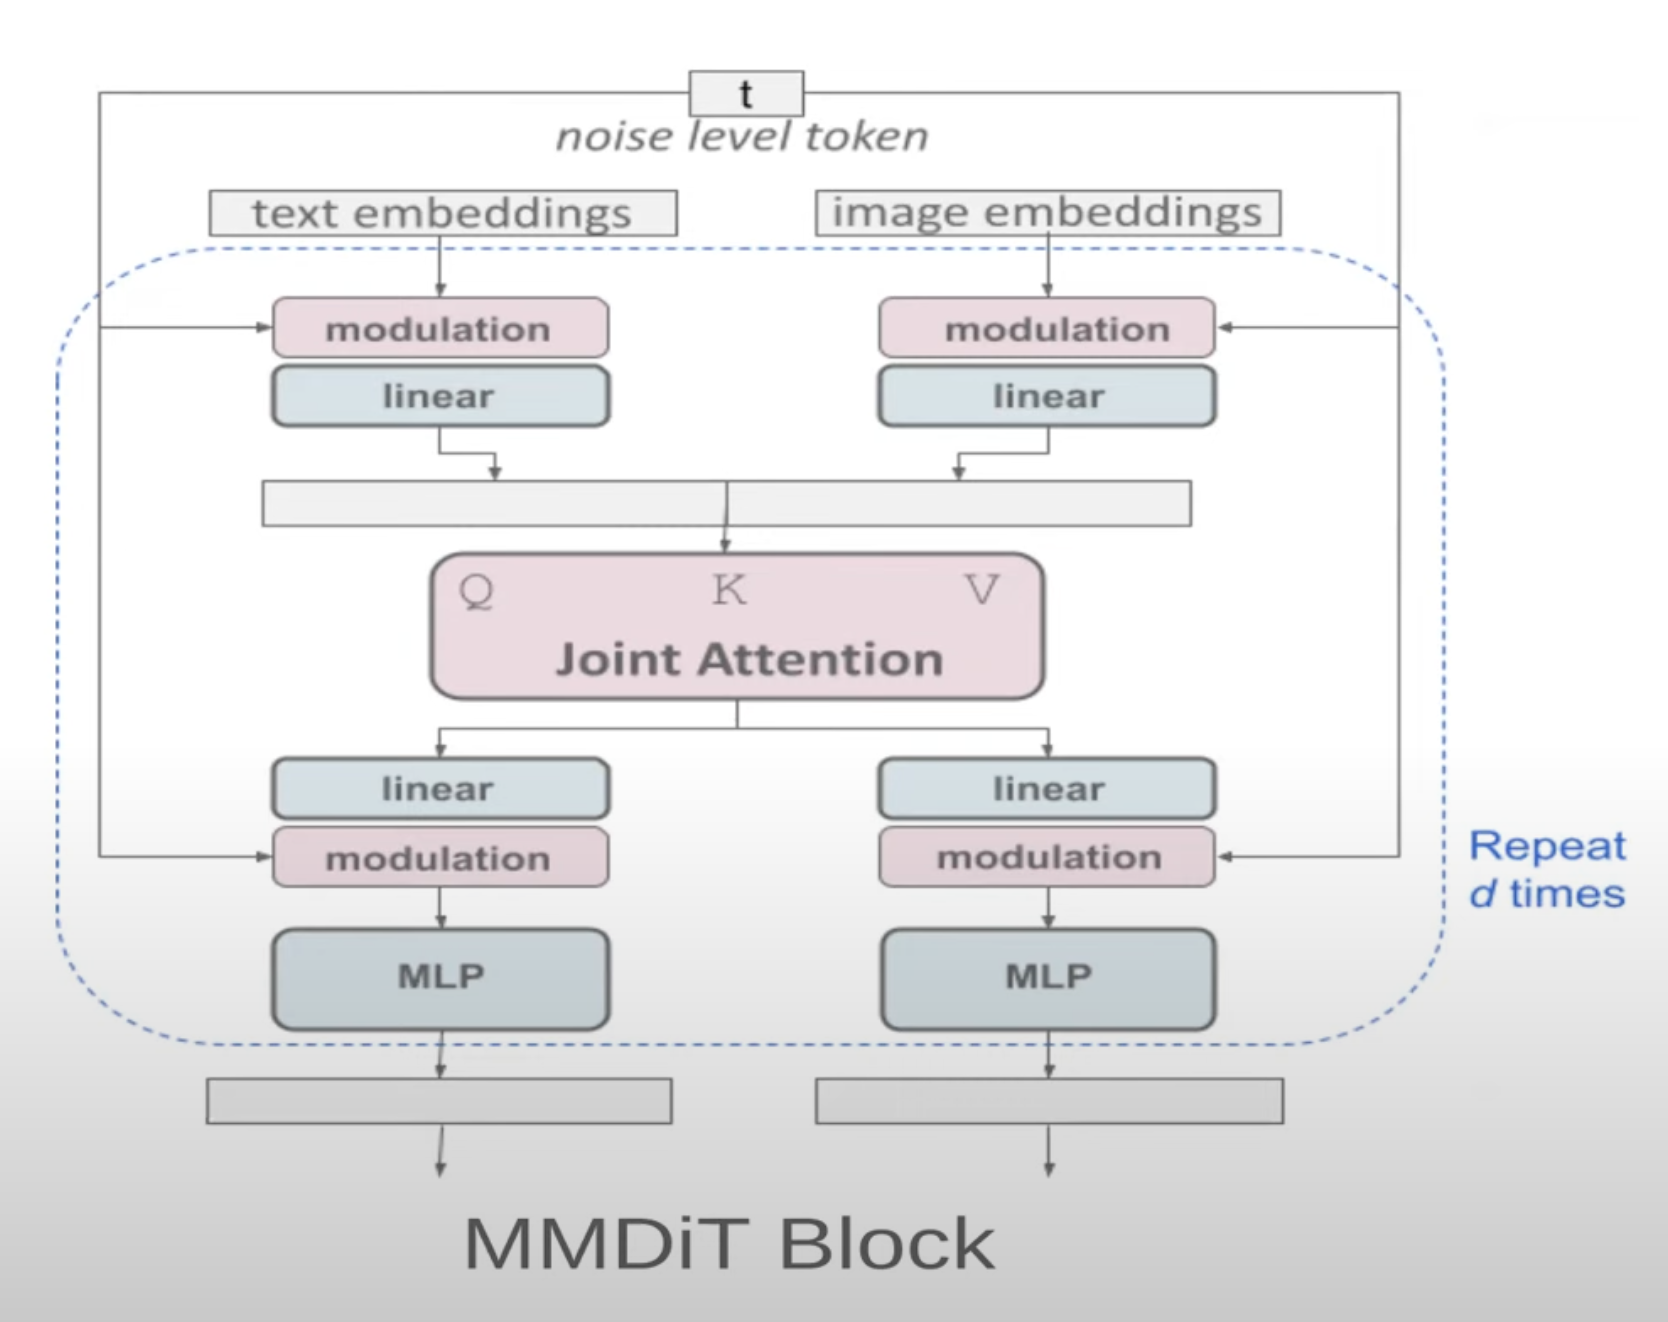 t
noise level token
text embeddings
image embeddings
modulation
modulation
linear
linear
Q K V
Joint Attention
linear
linear
modulation
modulation
Repeat
d times
MLP
MLP
MMDiT Block